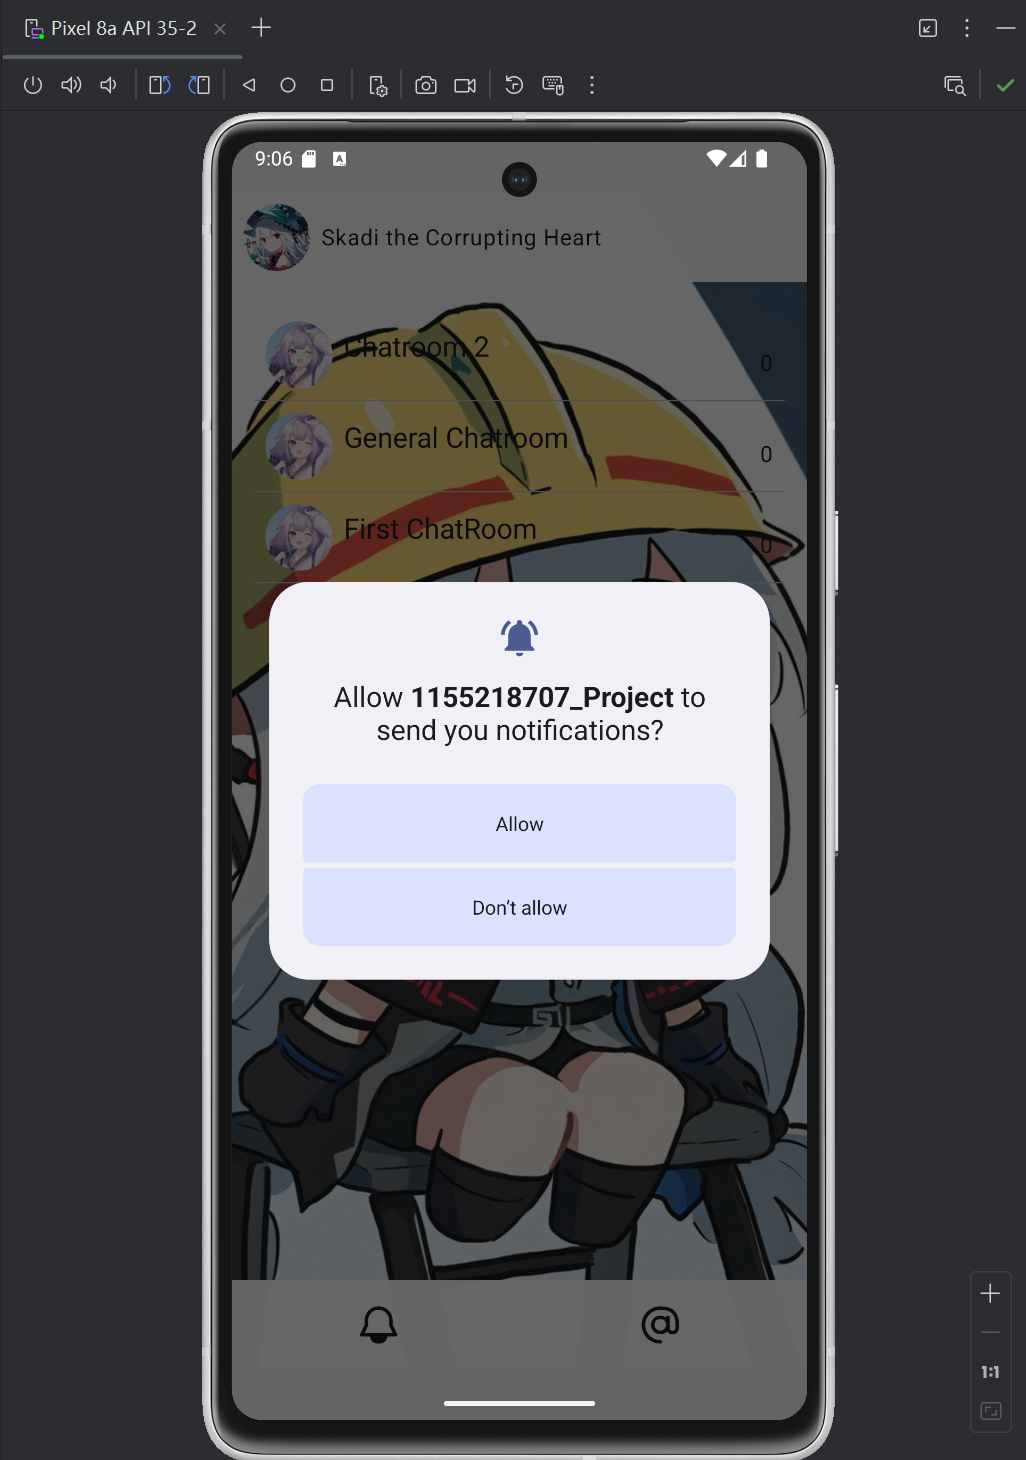 Pixel 8a API 35-2
9:06
A
Skadi the Corrupting Heart
Chatroom 2
0
General Chatroom
0
First ChatRoom
0
Allow 1155218707_Project to
send you notifications?
Allow
Don't allow
1:1